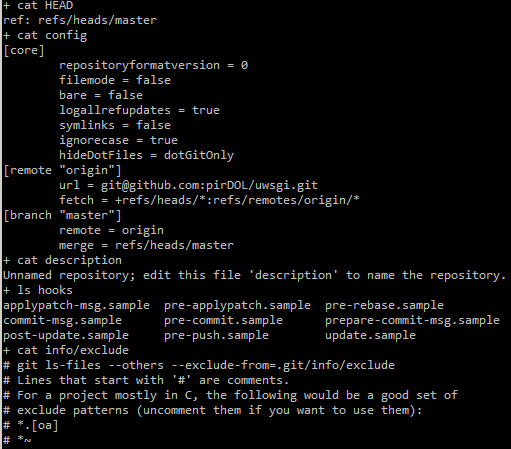 + cat HEAD
ref: refs/heads/master
+ cat config
[core]
        repositoryformatversion = 0
        filemode = false
        bare = false
        logallrefupdates = true
        symlinks = false
        ignorecase = true
        hideDotFiles = dotGitOnly
[remote "origin"]
        url = git@github.com:pirDOL/uwsgi.git
        fetch = +refs/heads/*:refs/remotes/origin/*
[branch "master"]
        remote = origin
        merge = refs/heads/master
+ cat description
Unnamed repository; edit this file 'description' to name the repository.
+ ls hooks
applypatch-msg.sample  pre-applypatch.sample  pre-rebase.sample
commit-msg.sample      pre-commit.sample      prepare-commit-msg.sample
post-update.sample     pre-push.sample        update.sample
+ cat info/exclude
# git ls-files --others --exclude-from=.git/info/exclude
# Lines that start with '#' are comments.
# For a project mostly in C, the following would be a good set of
# exclude patterns (uncomment them if you want to use them):
# *.[oa]
# *~